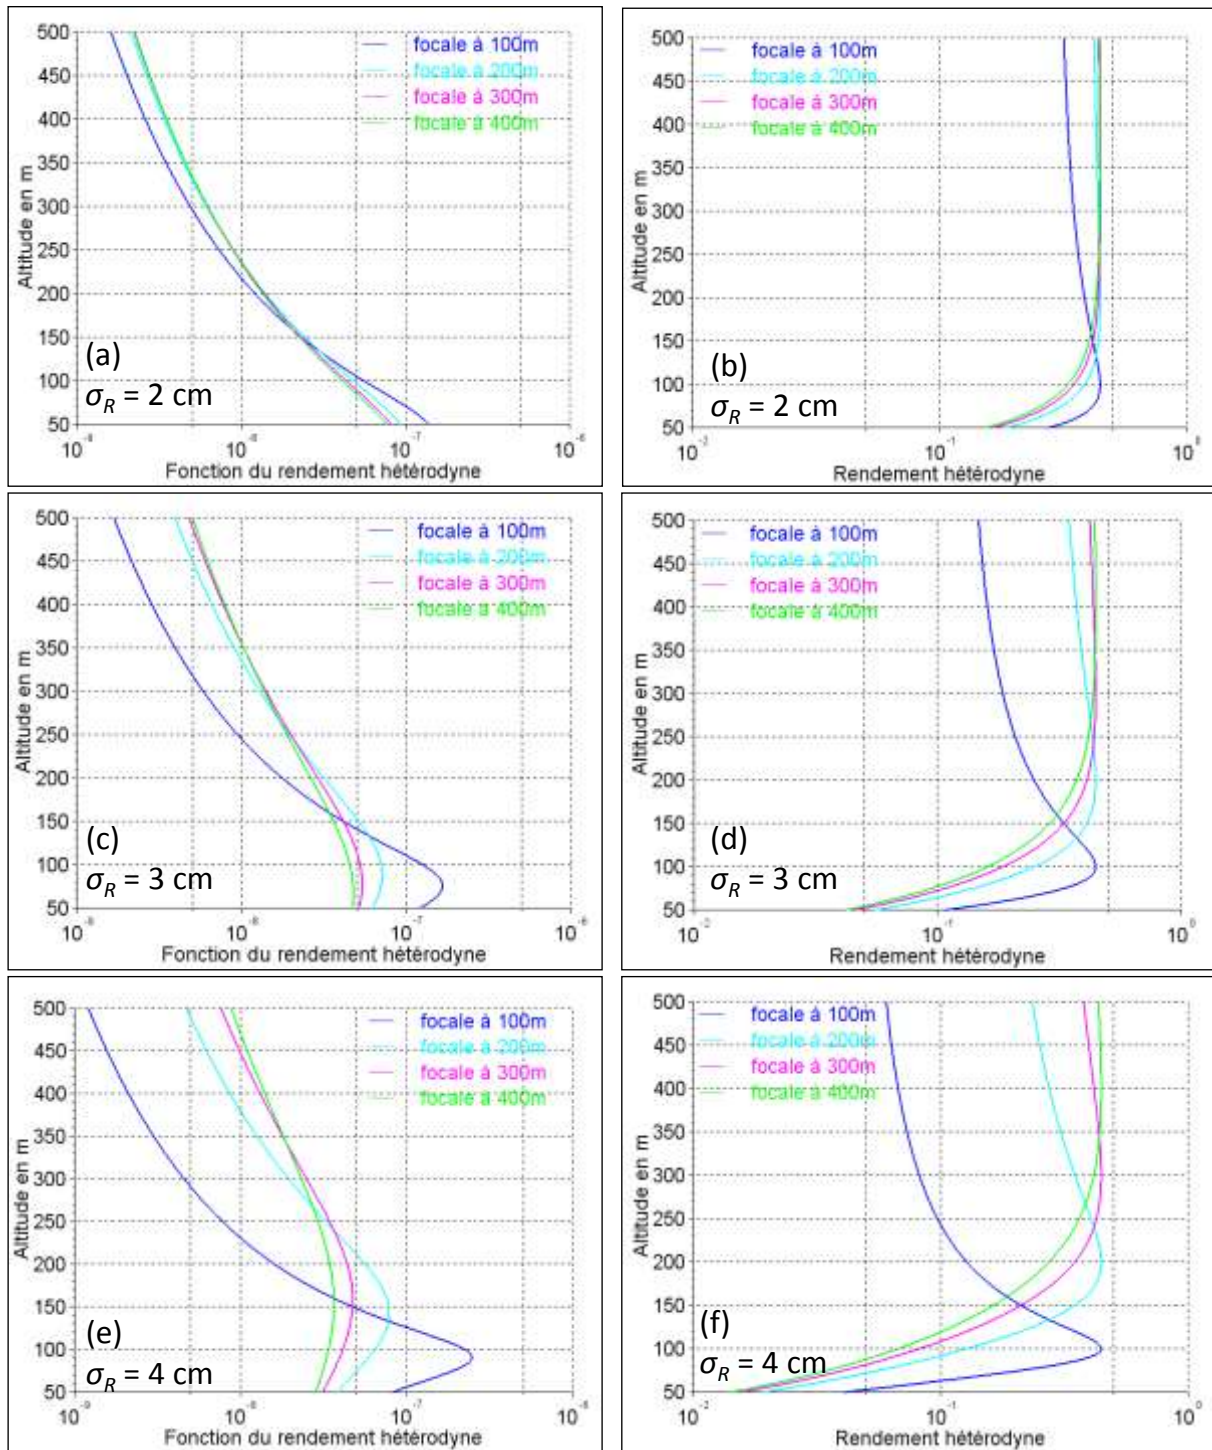 500
450
400
350
300
250
200
150
100
50
Altitude en m
focale à 100m
focale à 200m
focale à 300m
focale à 400m
(a)
σR = 2 cm
10⁻⁹ 10⁻⁸ 10⁻⁷ 10⁻⁶
Fonction du rendement hétérodyne
500
450
400
350
300
250
200
150
100
50
Altitude en m
focale à 100m
focale à 200m
focale à 300m
focale à 400m
(b)
σR = 2 cm
10⁻² 10⁻¹ 10⁰
Rendement hétérodyne
500
450
400
350
300
250
200
150
100
50
Altitude en m
focale à 100m
focale à 200m
focale à 300m
focale à 400m
(c)
σR = 3 cm
10⁻⁹ 10⁻⁸ 10⁻⁷ 10⁻⁶
Fonction du rendement hétérodyne
500
450
400
350
300
250
200
150
100
50
Altitude en m
focale à 100m
focale à 200m
focale à 300m
focale à 400m
(d)
σR = 3 cm
10⁻² 10⁻¹ 10⁰
Rendement hétérodyne
500
450
400
350
300
250
200
150
100
50
Altitude en m
focale à 100m
focale à 200m
focale à 300m
focale à 400m
(e)
σR = 4 cm
10⁻⁹ 10⁻⁸ 10⁻⁷ 10⁻⁶
Fonction du rendement hétérodyne
500
450
400
350
300
250
200
150
100
50
Altitude en m
focale à 100m
focale à 200m
focale à 300m
focale à 400m
(f)
σR = 4 cm
10⁻² 10⁻¹ 10⁰
Rendement hétérodyne